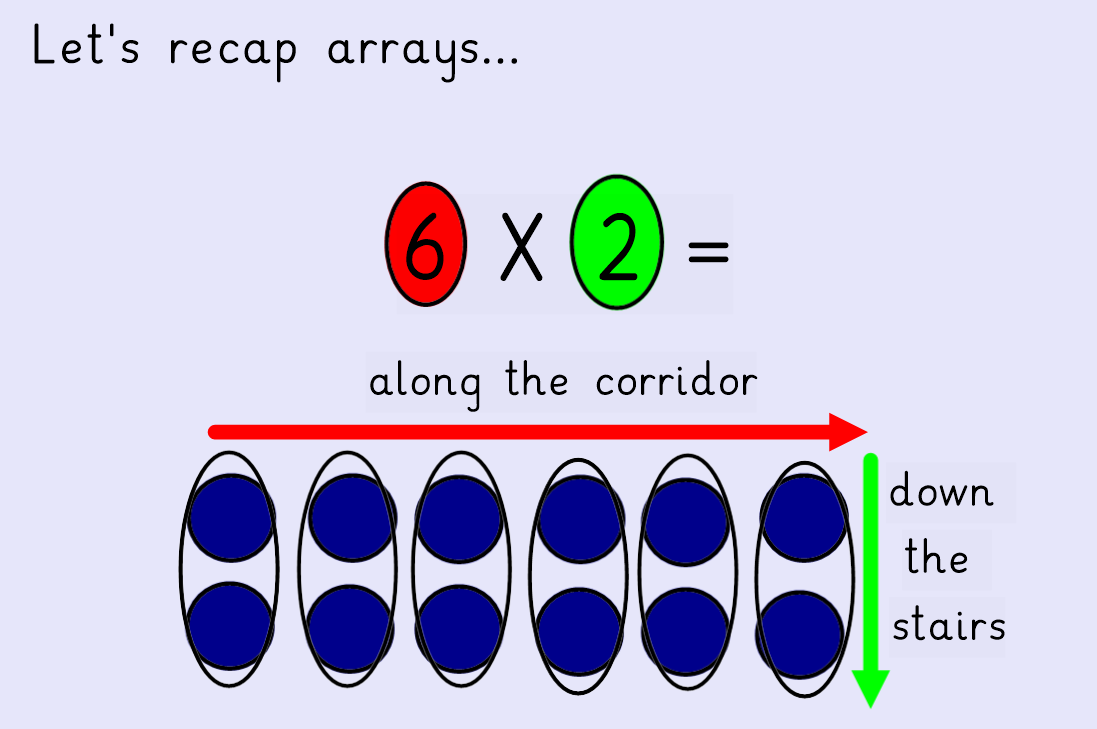 Let's recap arrays...
6 X 2 =
along the corridor
down
the
stairs